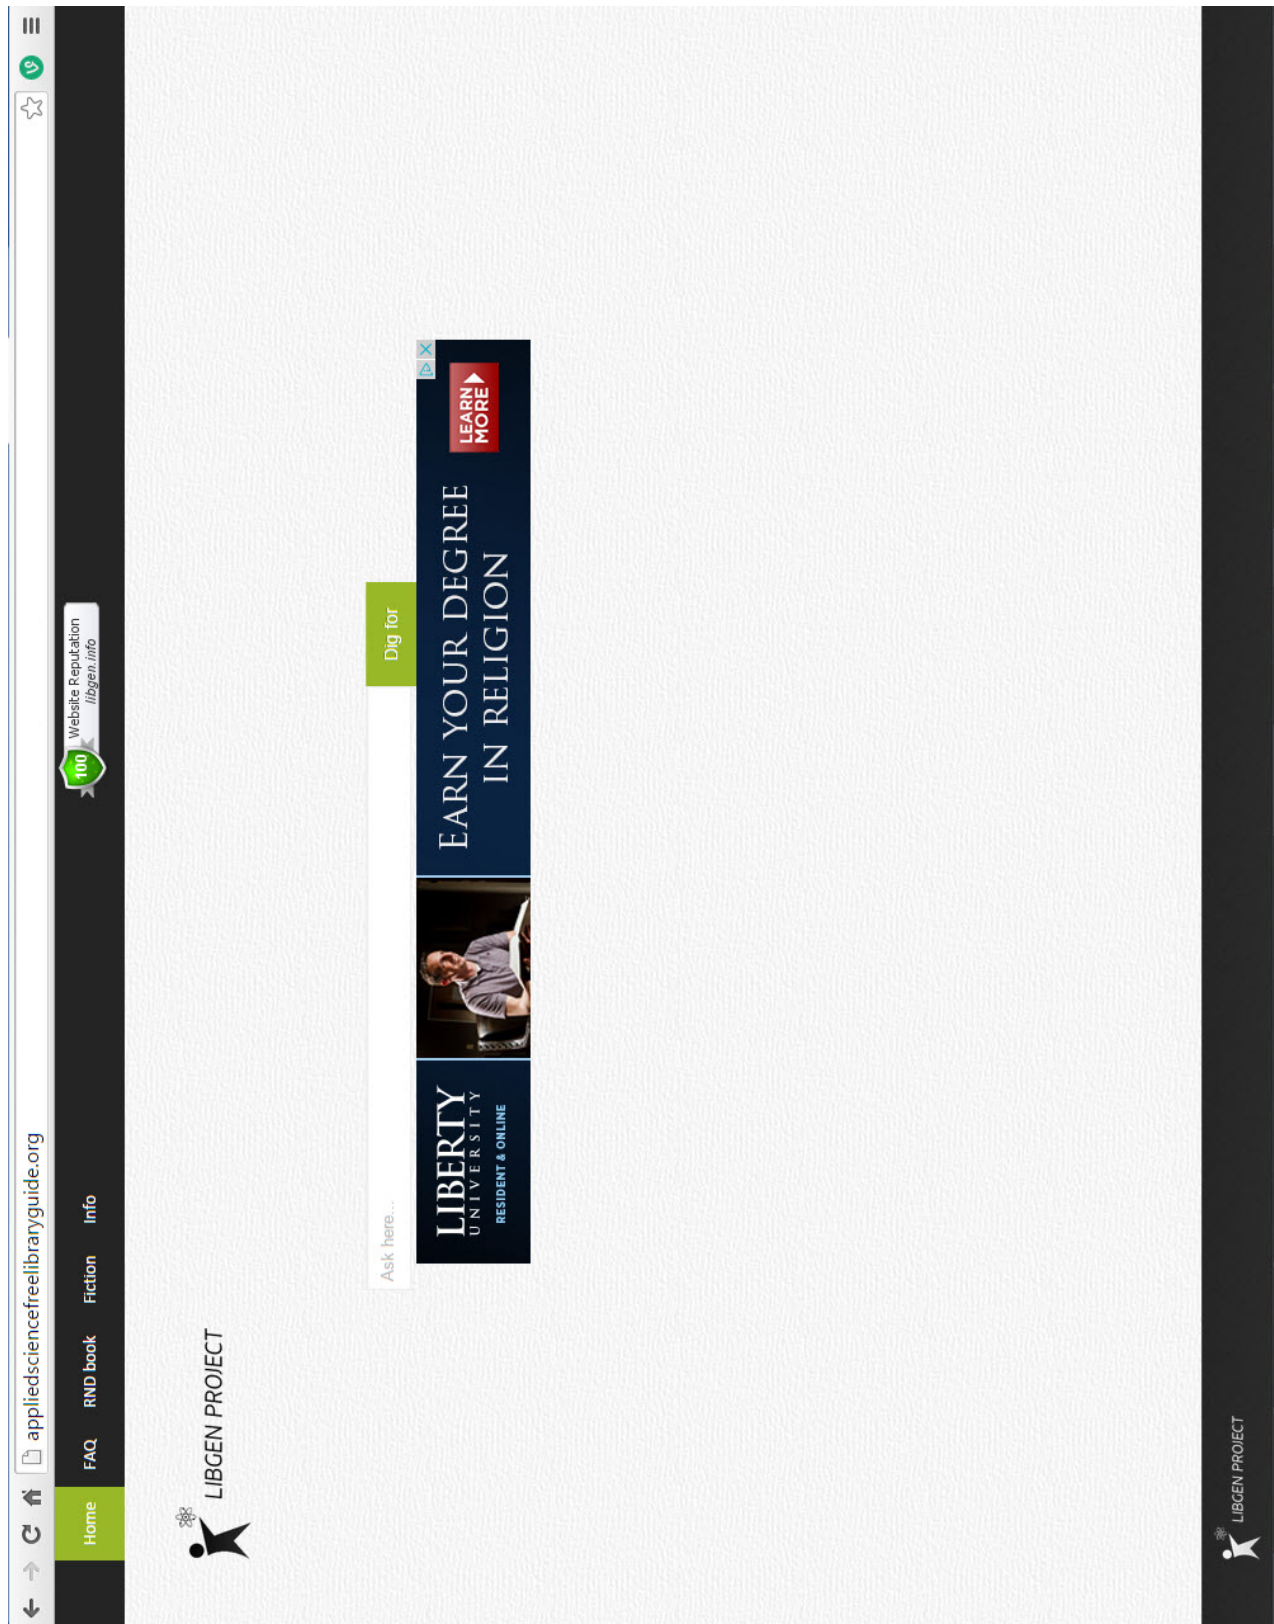 appliedsciencefreelibraryguide.org
Home FAQ RND book Fiction Info
100 Website Reputation
libgen.info
LIBGEN PROJECT
Ask here... Dig for
LIBERTY
UNIVERSITY
RESIDENT & ONLINE
EARN YOUR DEGREE
IN RELIGION
LEARN
MORE
LIBGEN PROJECT